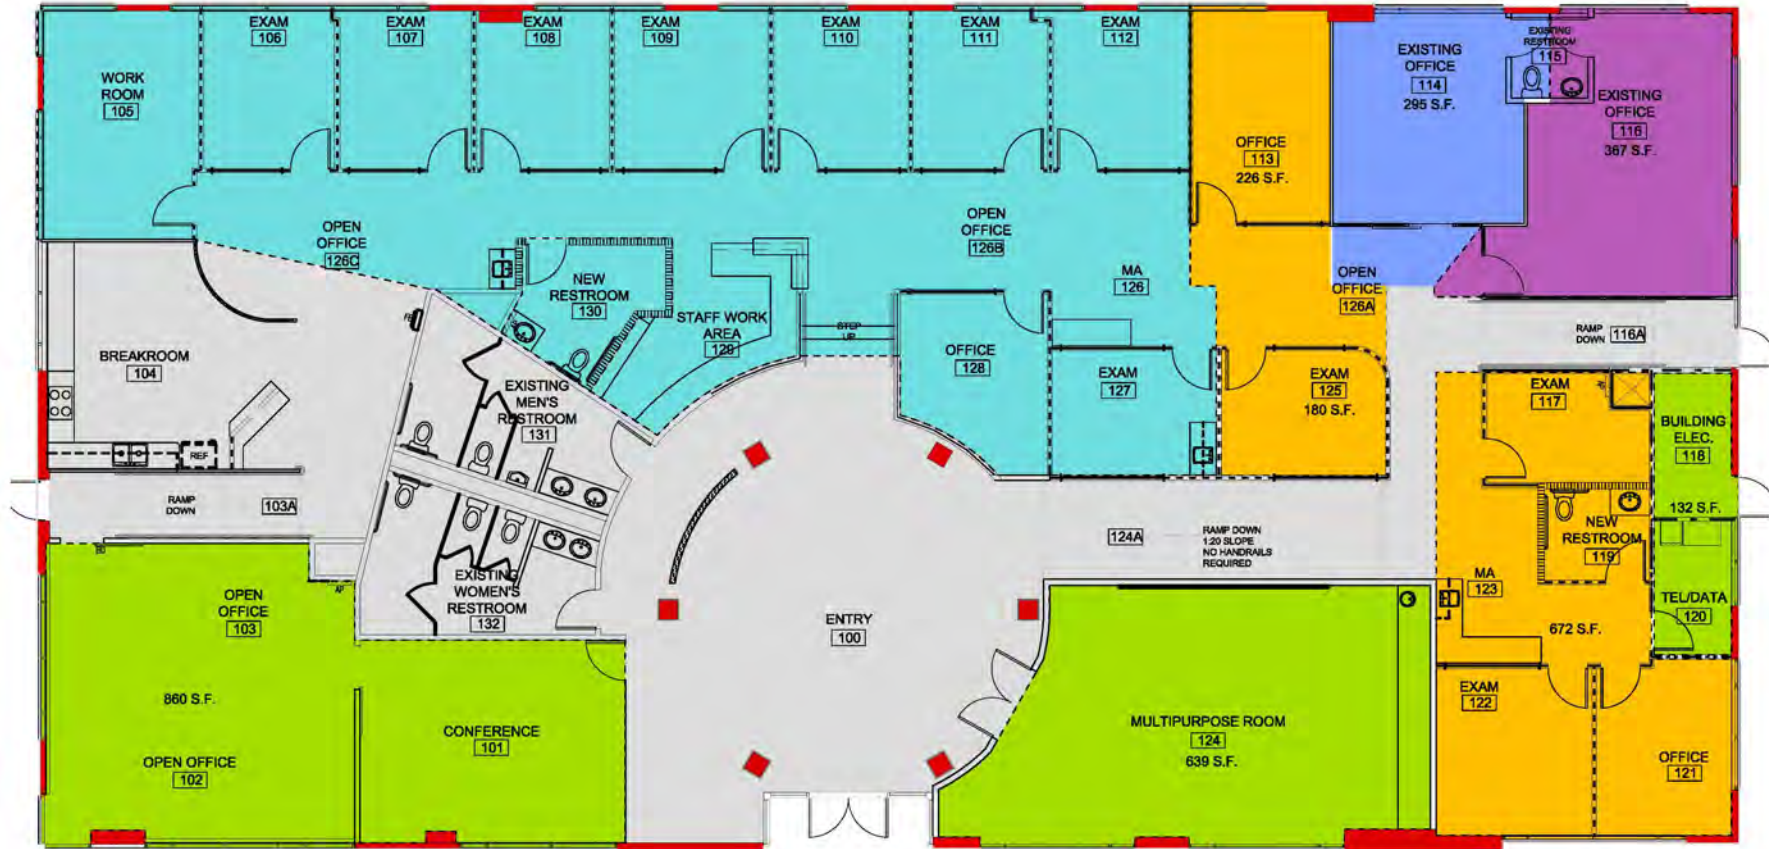 EXAM
106
EXAM
107
EXAM
108
EXAM
109
EXAM
110
EXAM
111
EXAM
112
WORK
ROOM
105
OFFICE
113
226 S.F.
EXISTING
OFFICE
114
295 S.F.
EXISTING
RESTROOM
115
EXISTING
OFFICE
116
367 S.F.
OPEN
OFFICE
126C
NEW
RESTROOM
130
STAFF WORK
AREA
129
OPEN
OFFICE
126B
MA
126
OPEN
OFFICE
126A
STEP
UP
BREAKROOM
104
REF
EXISTING
MEN'S
RESTROOM
131
OFFICE
128
EXAM
127
EXAM
125
180 S.F.
RAMP
DOWN
116A
EXAM
117
BUILDING
ELEC.
118
132 S.F.
RAMP
DOWN
103A
124A
RAMP DOWN
1:20 SLOPE
NO HANDRAILS
REQUIRED
NEW
RESTROOM
119
MA
123
672 S.F.
TEL/DATA
120
OPEN
OFFICE
103
860 S.F.
OPEN OFFICE
102
EXISTING
WOMEN'S
RESTROOM
132
CONFERENCE
101
ENTRY
100
MULTIPURPOSE ROOM
124
639 S.F.
EXAM
122
OFFICE
121